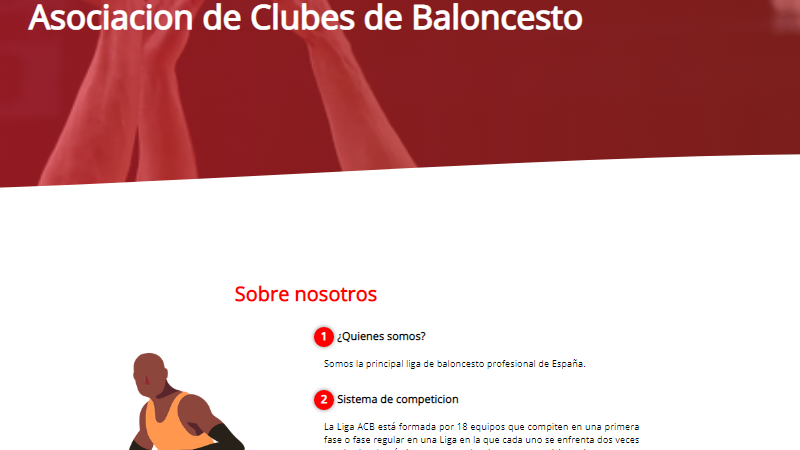 Asociacion de Clubes de Baloncesto
Sobre nosotros
1 ¿Quienes somos?
Somos la principal liga de baloncesto profesional de España.
2 Sistema de competicion
La Liga ACB está formada por 18 equipos que compiten en una primera
fase o fase regular en una Liga en la que cada uno se enfrenta dos veces